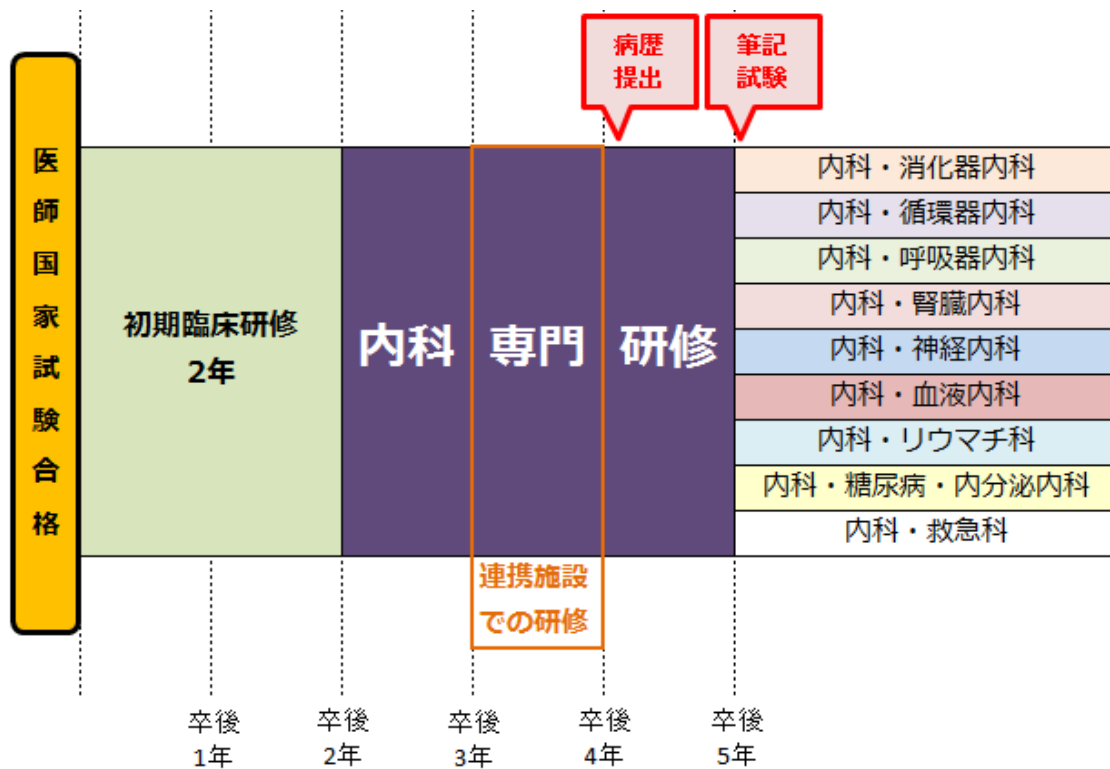 病歴
提出
筆記
試験
医師国家試験合格
初期臨床研修
2年
内科 専門 研修
連携施設
での研修
内科・消化器内科
内科・循環器内科
内科・呼吸器内科
内科・腎臓内科
内科・神経内科
内科・血液内科
内科・リウマチ科
内科・糖尿病・内分泌内科
内科・救急科
卒後
1年
卒後
2年
卒後
3年
卒後
4年
卒後
5年